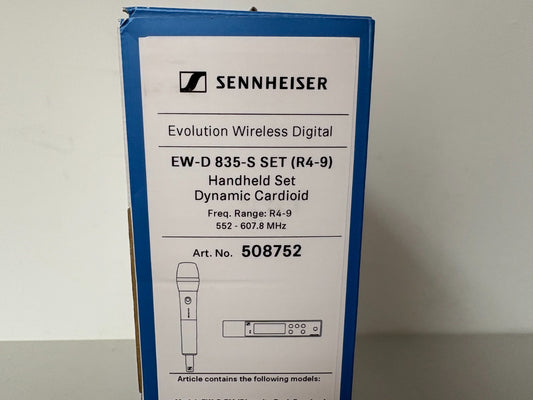 SENNHEISER
Evolution Wireless Digital
EW-D 835-S SET (R4-9)
Handheld Set
Dynamic Cardioid
Freq. Range: R4-9
552 - 607.8 MHz
Art. No. 508752
Article contains the following models: